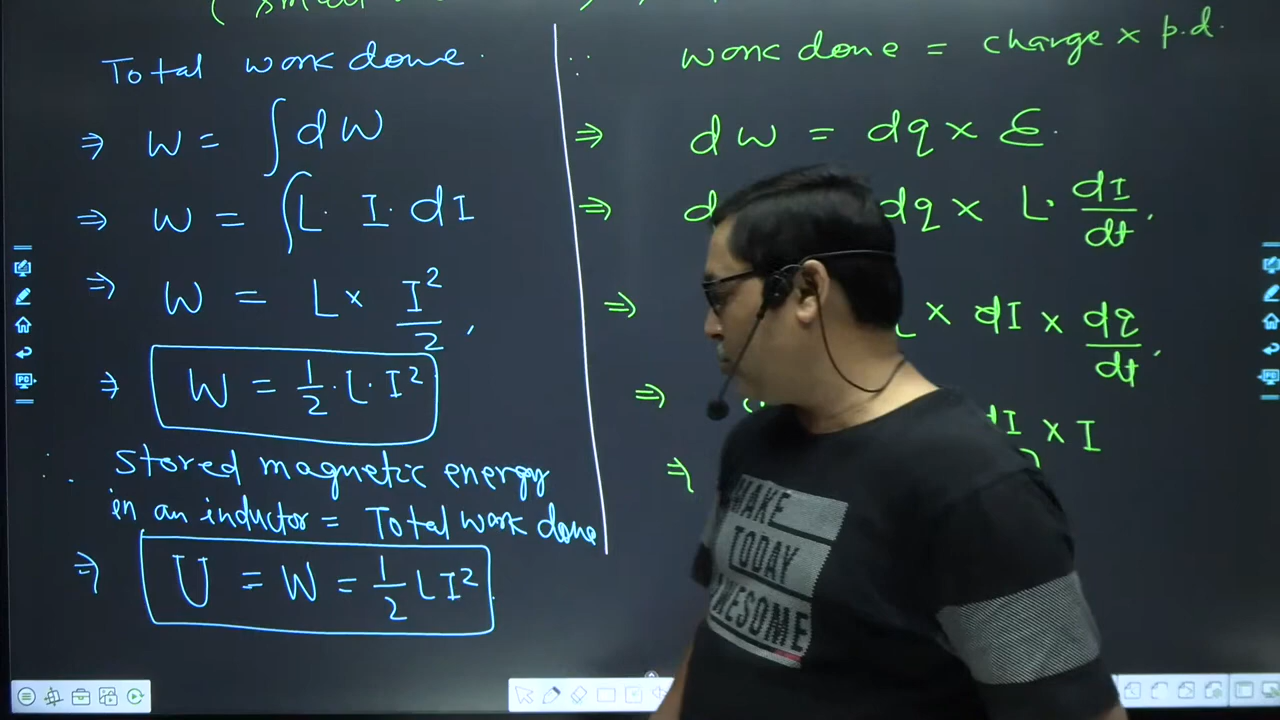 Total work done.
⇒ W = ∫ dW
⇒ W = ∫ L · I · dI
⇒ W = L × I²/2,
⇒ W = 1/2 · L · I²
∴ Stored magnetic energy
in an inductor = Total work done
⇒ U = W = 1/2 LI²
∵ work done = charge × p.d.
⇒ dw = dq × ℰ.
⇒ d dq × L · dI/dt,
⇒ L × dI × dq/dt,
⇒ dI × I
⇒
MAKE
TODAY
AWESOME